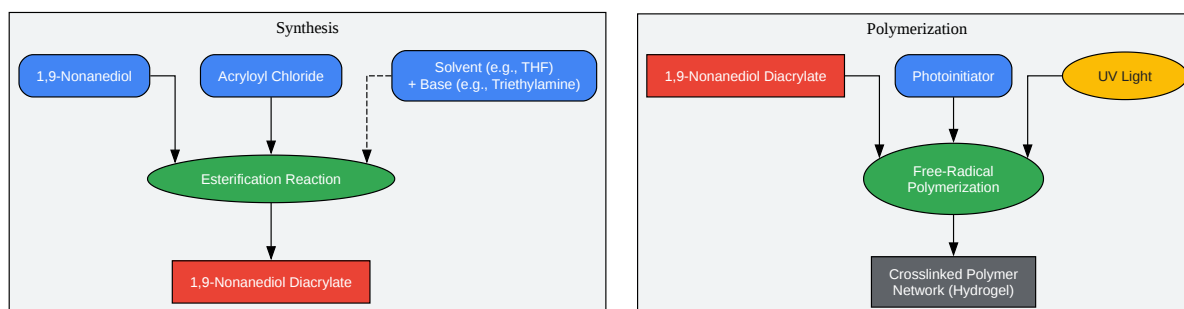 Synthesis
1,9-Nonanediol
Acryloyl Chloride
Solvent (e.g., THF)
+ Base (e.g., Triethylamine)
Esterification Reaction
1,9-Nonanediol Diacrylate
Polymerization
1,9-Nonanediol Diacrylate
Photoinitiator
UV Light
Free-Radical
Polymerization
Crosslinked Polymer
Network (Hydrogel)